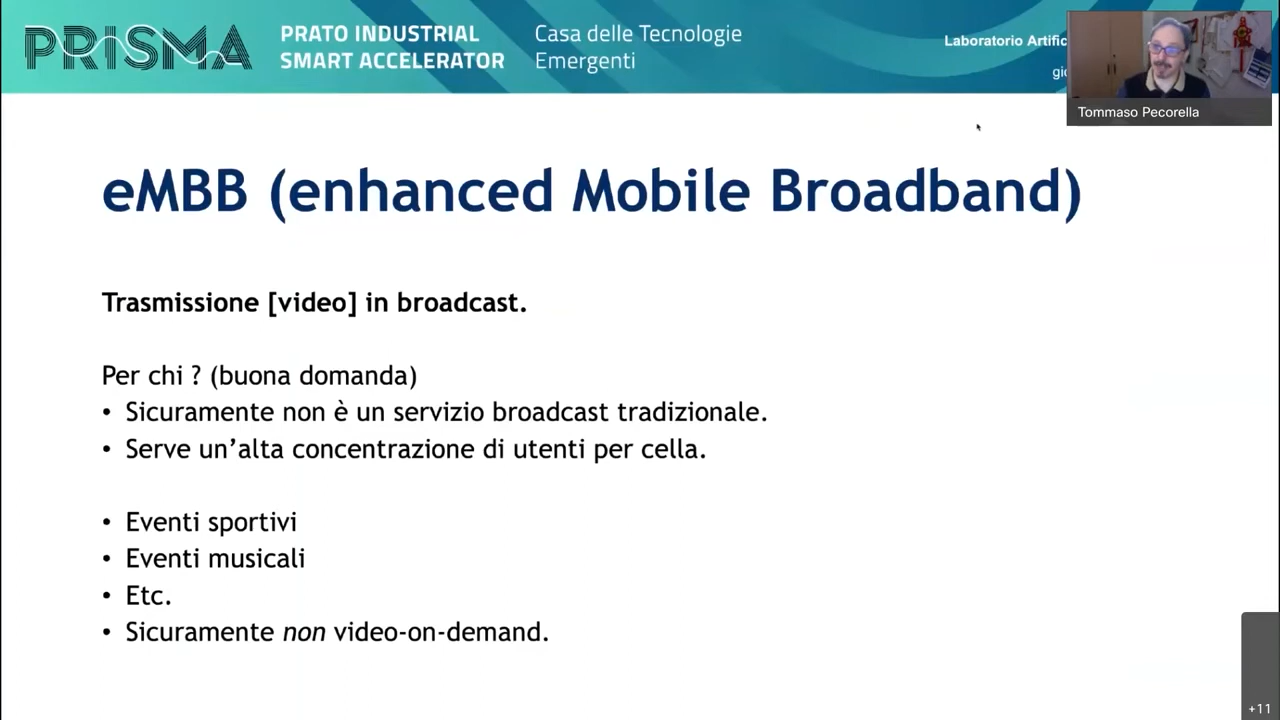 PRISMA
PRATO INDUSTRIAL
SMART ACCELERATOR
Casa delle Tecnologie
Emergenti
Laboratorio
Tommaso Pecorella
eMBB (enhanced Mobile Broadband)
Trasmissione [video] in broadcast.
Per chi ? (buona domanda)
• Sicuramente non è un servizio broadcast tradizionale.
• Serve un’alta concentrazione di utenti per cella.
• Eventi sportivi
• Eventi musicali
• Etc.
• Sicuramente non video-on-demand.
+11